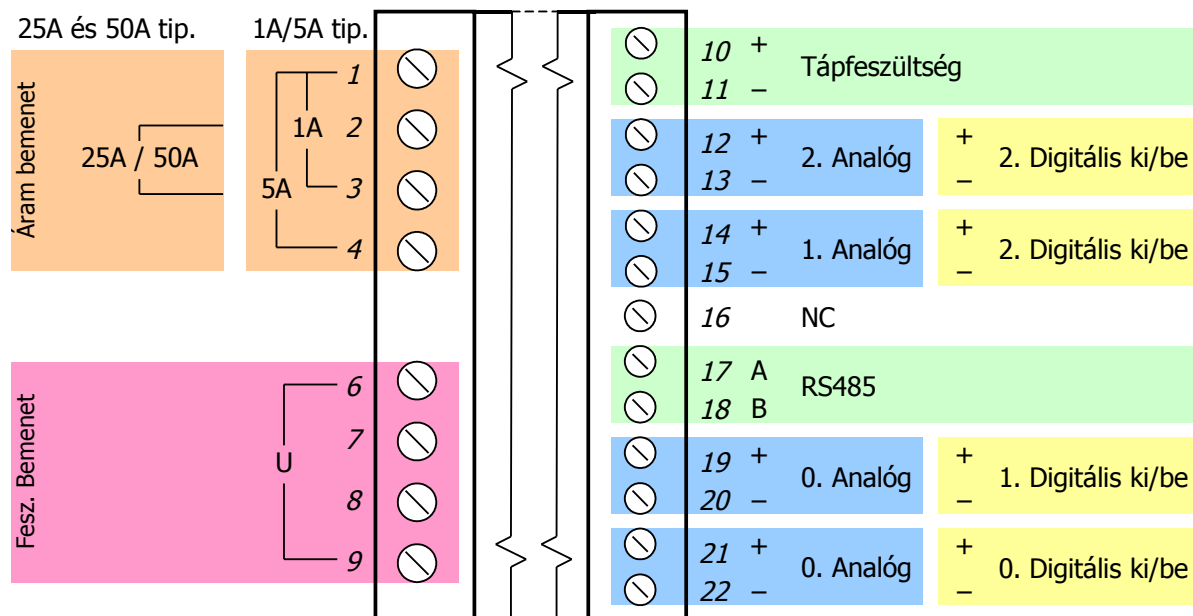 25A és 50A tip.
1A/5A tip.
Áram bemenet
25A / 50A
1A
5A
1
2
3
4
Fesz. Bemenet
U
6
7
8
9
10 + Tápfeszültség
11 –
12 + 2. Analóg + 2. Digitális ki/be
13 – –
14 + 1. Analóg + 2. Digitális ki/be
15 – –
16 NC
17 A RS485
18 B
19 + 0. Analóg + 1. Digitális ki/be
20 – –
21 + 0. Analóg + 0. Digitális ki/be
22 – –